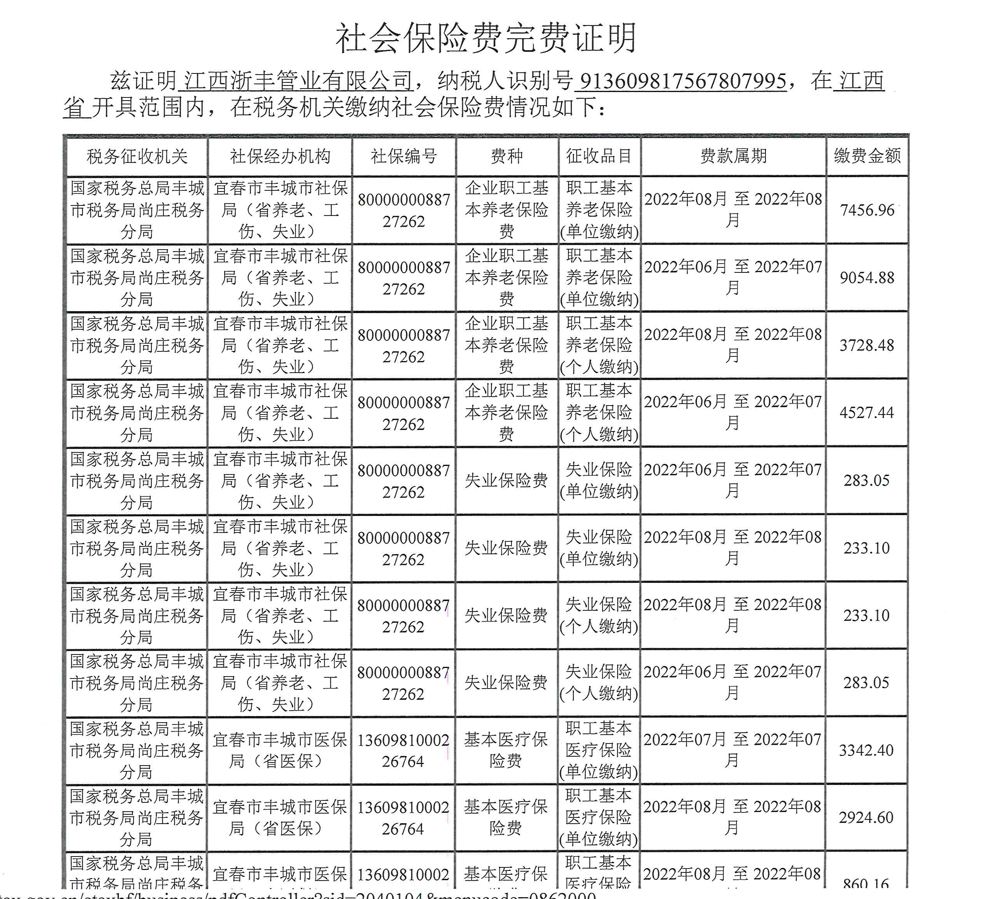 社会保险费完费证明
兹证明 江西浙丰管业有限公司，纳税人识别号 913609817567807995，在 江西
省 开具范围内，在税务机关缴纳社会保险费情况如下：
税务征收机关 社保经办机构 社保编号 费种 征收品目 费款属期 缴费金额
国家税务总局丰城 宜春市丰城市社保 企业职工基 职工基本
市税务局尚庄税务 局（省养老、工 80000000887 本养老保险 养老保险 2022年08月 至 2022年08 7456.96
分局 伤、失业） 27262 费 (单位缴纳) 月
国家税务总局丰城 宜春市丰城市社保 企业职工基 职工基本
市税务局尚庄税务 局（省养老、工 80000000887 本养老保险 养老保险 2022年06月 至 2022年07 9054.88
分局 伤、失业） 27262 费 (单位缴纳) 月
国家税务总局丰城 宜春市丰城市社保 企业职工基 职工基本
市税务局尚庄税务 局（省养老、工 80000000887 本养老保险 养老保险 2022年08月 至 2022年08 3728.48
分局 伤、失业） 27262 费 (个人缴纳) 月
国家税务总局丰城 宜春市丰城市社保 企业职工基 职工基本
市税务局尚庄税务 局（省养老、工 80000000887 本养老保险 养老保险 2022年06月 至 2022年07 4527.44
分局 伤、失业） 27262 费 (个人缴纳) 月
国家税务总局丰城 宜春市丰城市社保 失业保险
市税务局尚庄税务 局（省养老、工 80000000887 失业保险费 (单位缴纳) 2022年06月 至 2022年07 283.05
分局 伤、失业） 27262 月
国家税务总局丰城 宜春市丰城市社保 失业保险
市税务局尚庄税务 局（省养老、工 80000000887 失业保险费 (单位缴纳) 2022年08月 至 2022年08 233.10
分局 伤、失业） 27262 月
国家税务总局丰城 宜春市丰城市社保 失业保险
市税务局尚庄税务 局（省养老、工 80000000887 失业保险费 (个人缴纳) 2022年08月 至 2022年08 233.10
分局 伤、失业） 27262 月
国家税务总局丰城 宜春市丰城市社保 失业保险
市税务局尚庄税务 局（省养老、工 80000000887 失业保险费 (个人缴纳) 2022年06月 至 2022年07 283.05
分局 伤、失业） 27262 月
国家税务总局丰城 宜春市丰城市医保 13609810002 基本医疗保 职工基本 2022年07月 至 2022年07
市税务局尚庄税务 局（省医保） 26764 险费 医疗保险 月 3342.40
分局 (单位缴纳)
国家税务总局丰城 宜春市丰城市医保 13609810002 基本医疗保 职工基本 2022年08月 至 2022年08
市税务局尚庄税务 局（省医保） 26764 险费 医疗保险 月 2924.60
分局 (单位缴纳)
国家税务总局丰城 宜春市丰城市医保 13609810002 基本医疗保 职工基本 2022年08月 至 2022年08
市税务局尚庄税务 医疗保险 860.16